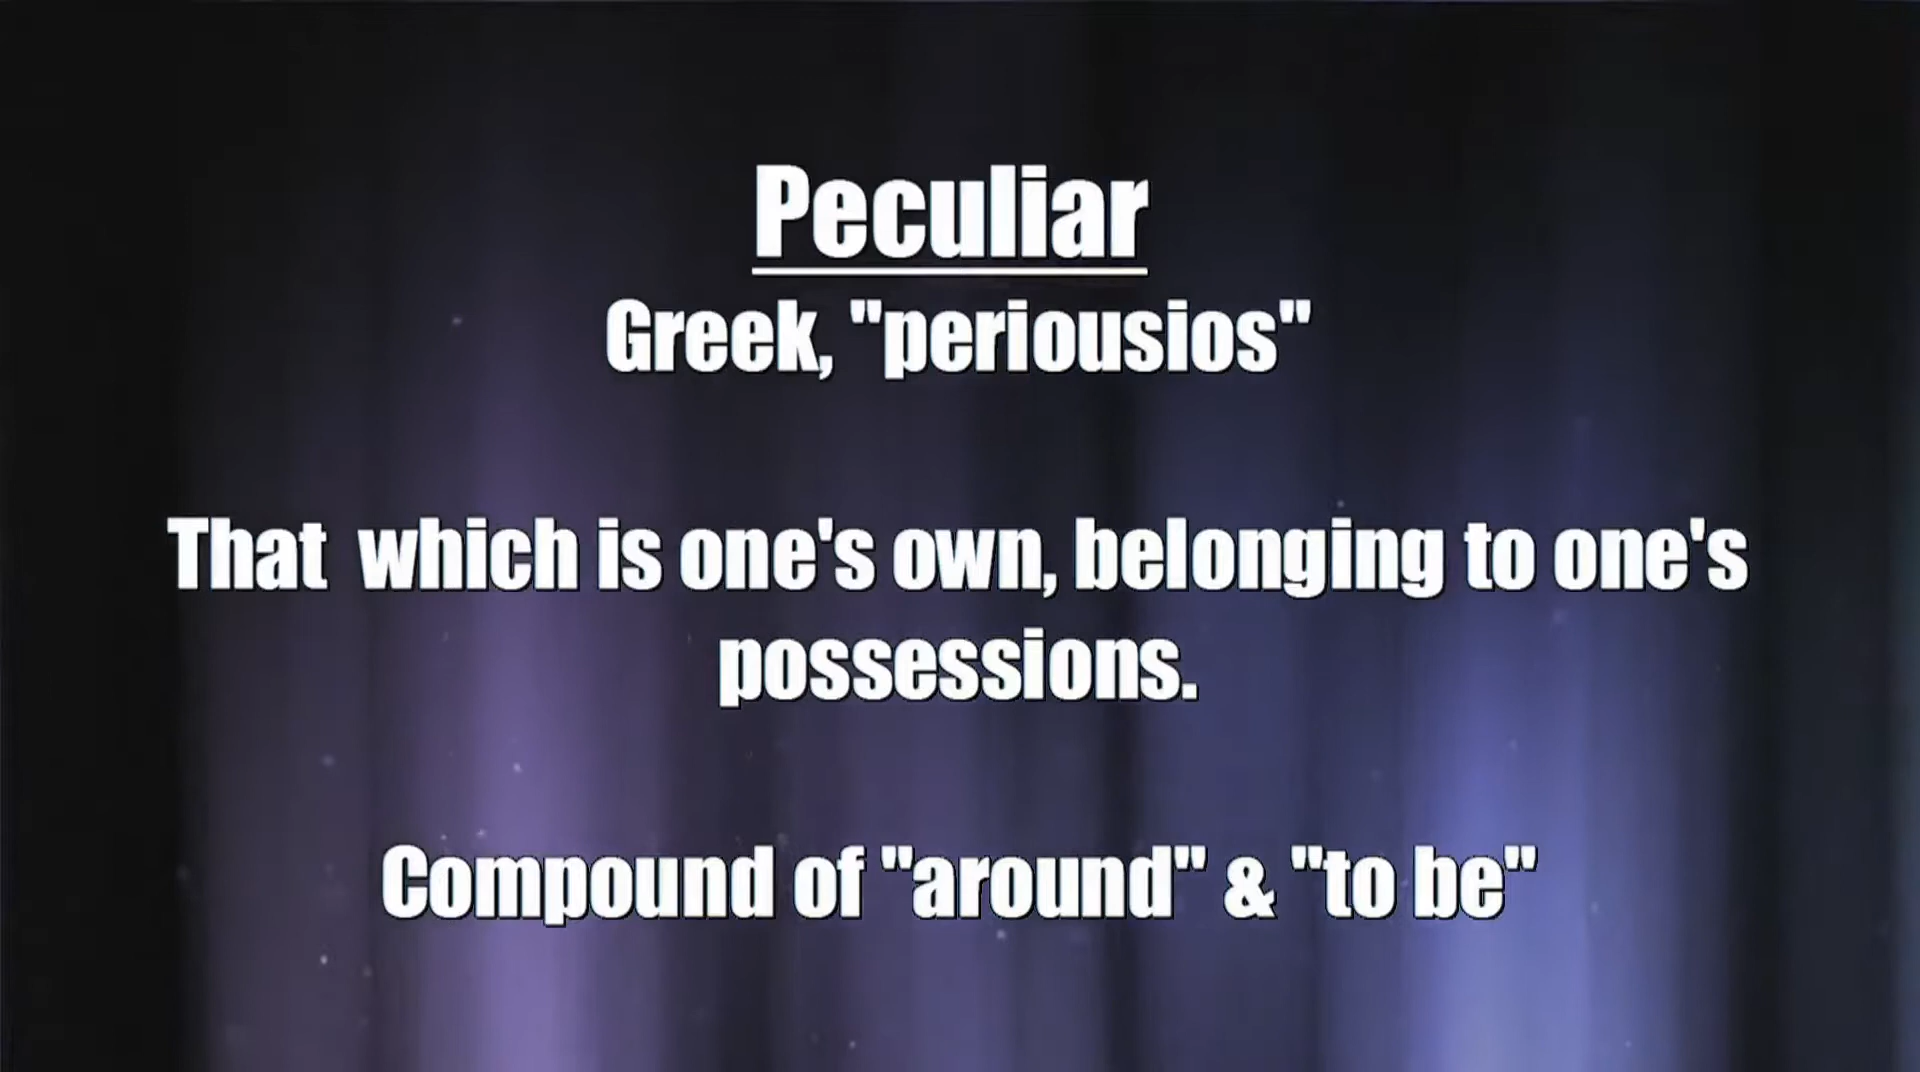 Peculiar
Greek, "periousios"
That which is one's own, belonging to one's
possessions.
Compound of "around" & "to be"